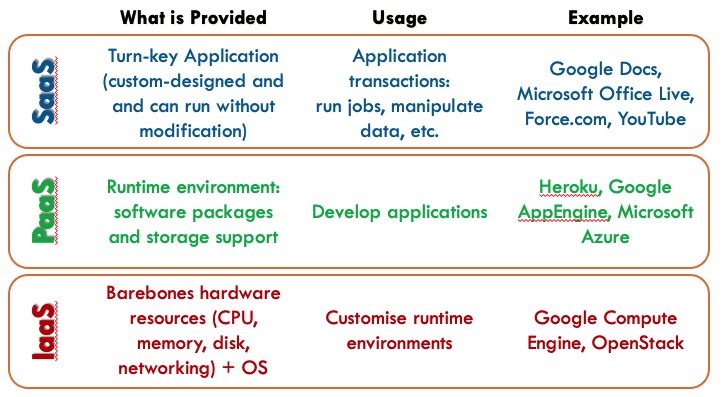 What is Provided
Usage
Example
SaaS
Turn-key Application
(custom-designed and
and can run without
modification)
Application
transactions:
run jobs, manipulate
data, etc.
Google Docs,
Microsoft Office Live,
Force.com, YouTube
PaaS
Runtime environment:
software packages
and storage support
Develop applications
Heroku, Google
AppEngine, Microsoft
Azure
IaaS
Barebones hardware
resources (CPU,
memory, disk,
networking) + OS
Customise runtime
environments
Google Compute
Engine, OpenStack